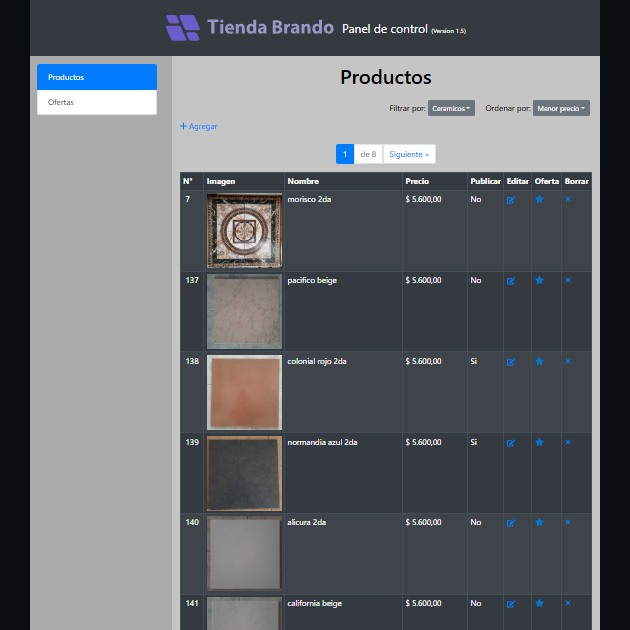 Tienda Brando Panel de control (Version 1.5)
Productos
Ofertas
Productos
Filtrar por: Ceramicos Ordenar por: Menor precio
+ Agregar
1 de 8 Siguiente »
N° Imagen Nombre Precio Publicar Editar Oferta Borrar
7 morisco 2da $ 5.600,00 No
137 pacifico beige $ 5.600,00 No
138 colonial rojo 2da $ 5.600,00 Si
139 normandia azul 2da $ 5.600,00 Si
140 alicura 2da $ 5.600,00 No
141 california beige $ 5.600,00 No